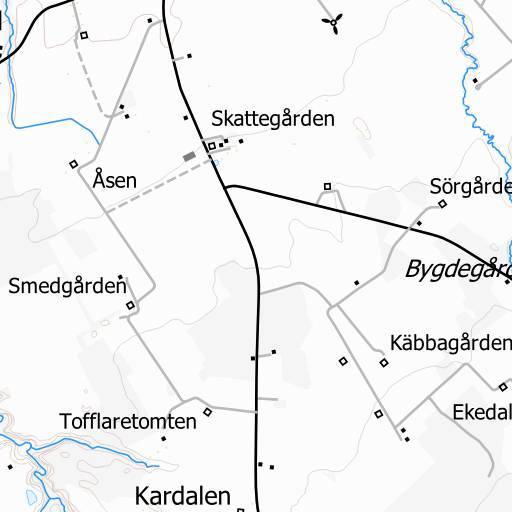 Skattegården
Åsen
Sörgårde
Bygdegård
Smedgården
Käbbagården
Ekedal
Tofflaretomten
Kardalen